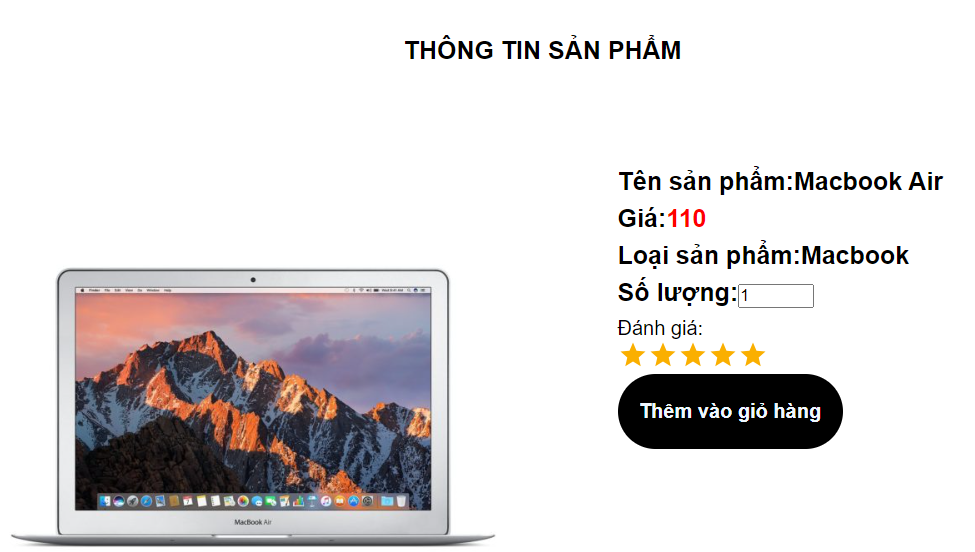 THÔNG TIN SẢN PHẨM
Tên sản phẩm:Macbook Air
Giá:110
Loại sản phẩm:Macbook
Số lượng:1
Đánh giá:
Thêm vào giỏ hàng
MacBook Air